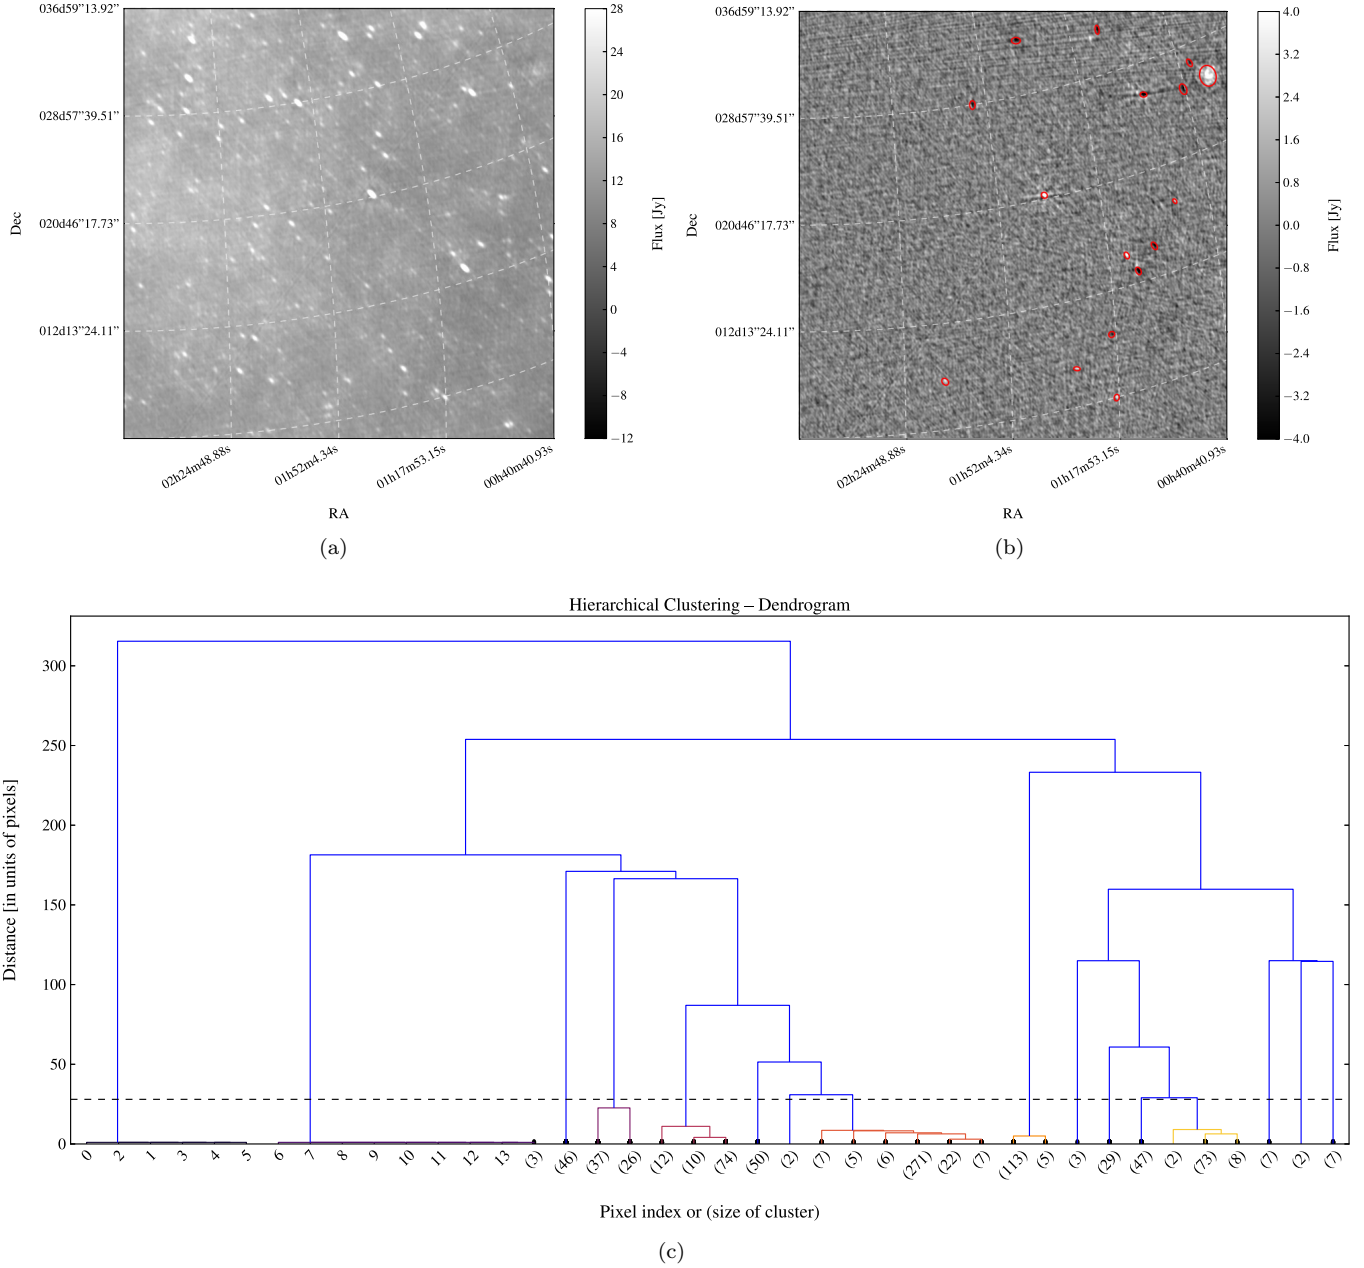 036d59’13.92”
028d57”39.51”
020d46”17.73”
012d13”24.11”
Dec
02h24m48.88s
01h52m4.34s
01h17m53.15s
00h40m40.93s
RA
28
24
20
16
12
8
4
0
−4
−8
−12
Flux [Jy]
(a)
036d59’13.92”
028d57”39.51”
020d46”17.73”
012d13”24.11”
Dec
02h24m48.88s
01h52m4.34s
01h17m53.15s
00h40m40.93s
RA
4.0
3.2
2.4
1.6
0.8
0.0
−0.8
−1.6
−2.4
−3.2
−4.0
Flux [Jy]
(b)
Hierarchical Clustering – Dendrogram
300
250
200
150
100
50
0
Distance [in units of pixels]
0 2 1 3 4 5 6 7 8 9 10 11 12 13 (3) (46) (37) (26) (12) (10) (74) (50) (2) (7) (5) (6) (271) (22) (7) (113) (5) (3) (29) (47) (2) (73) (8) (7) (2) (7)
Pixel index or (size of cluster)
(c)